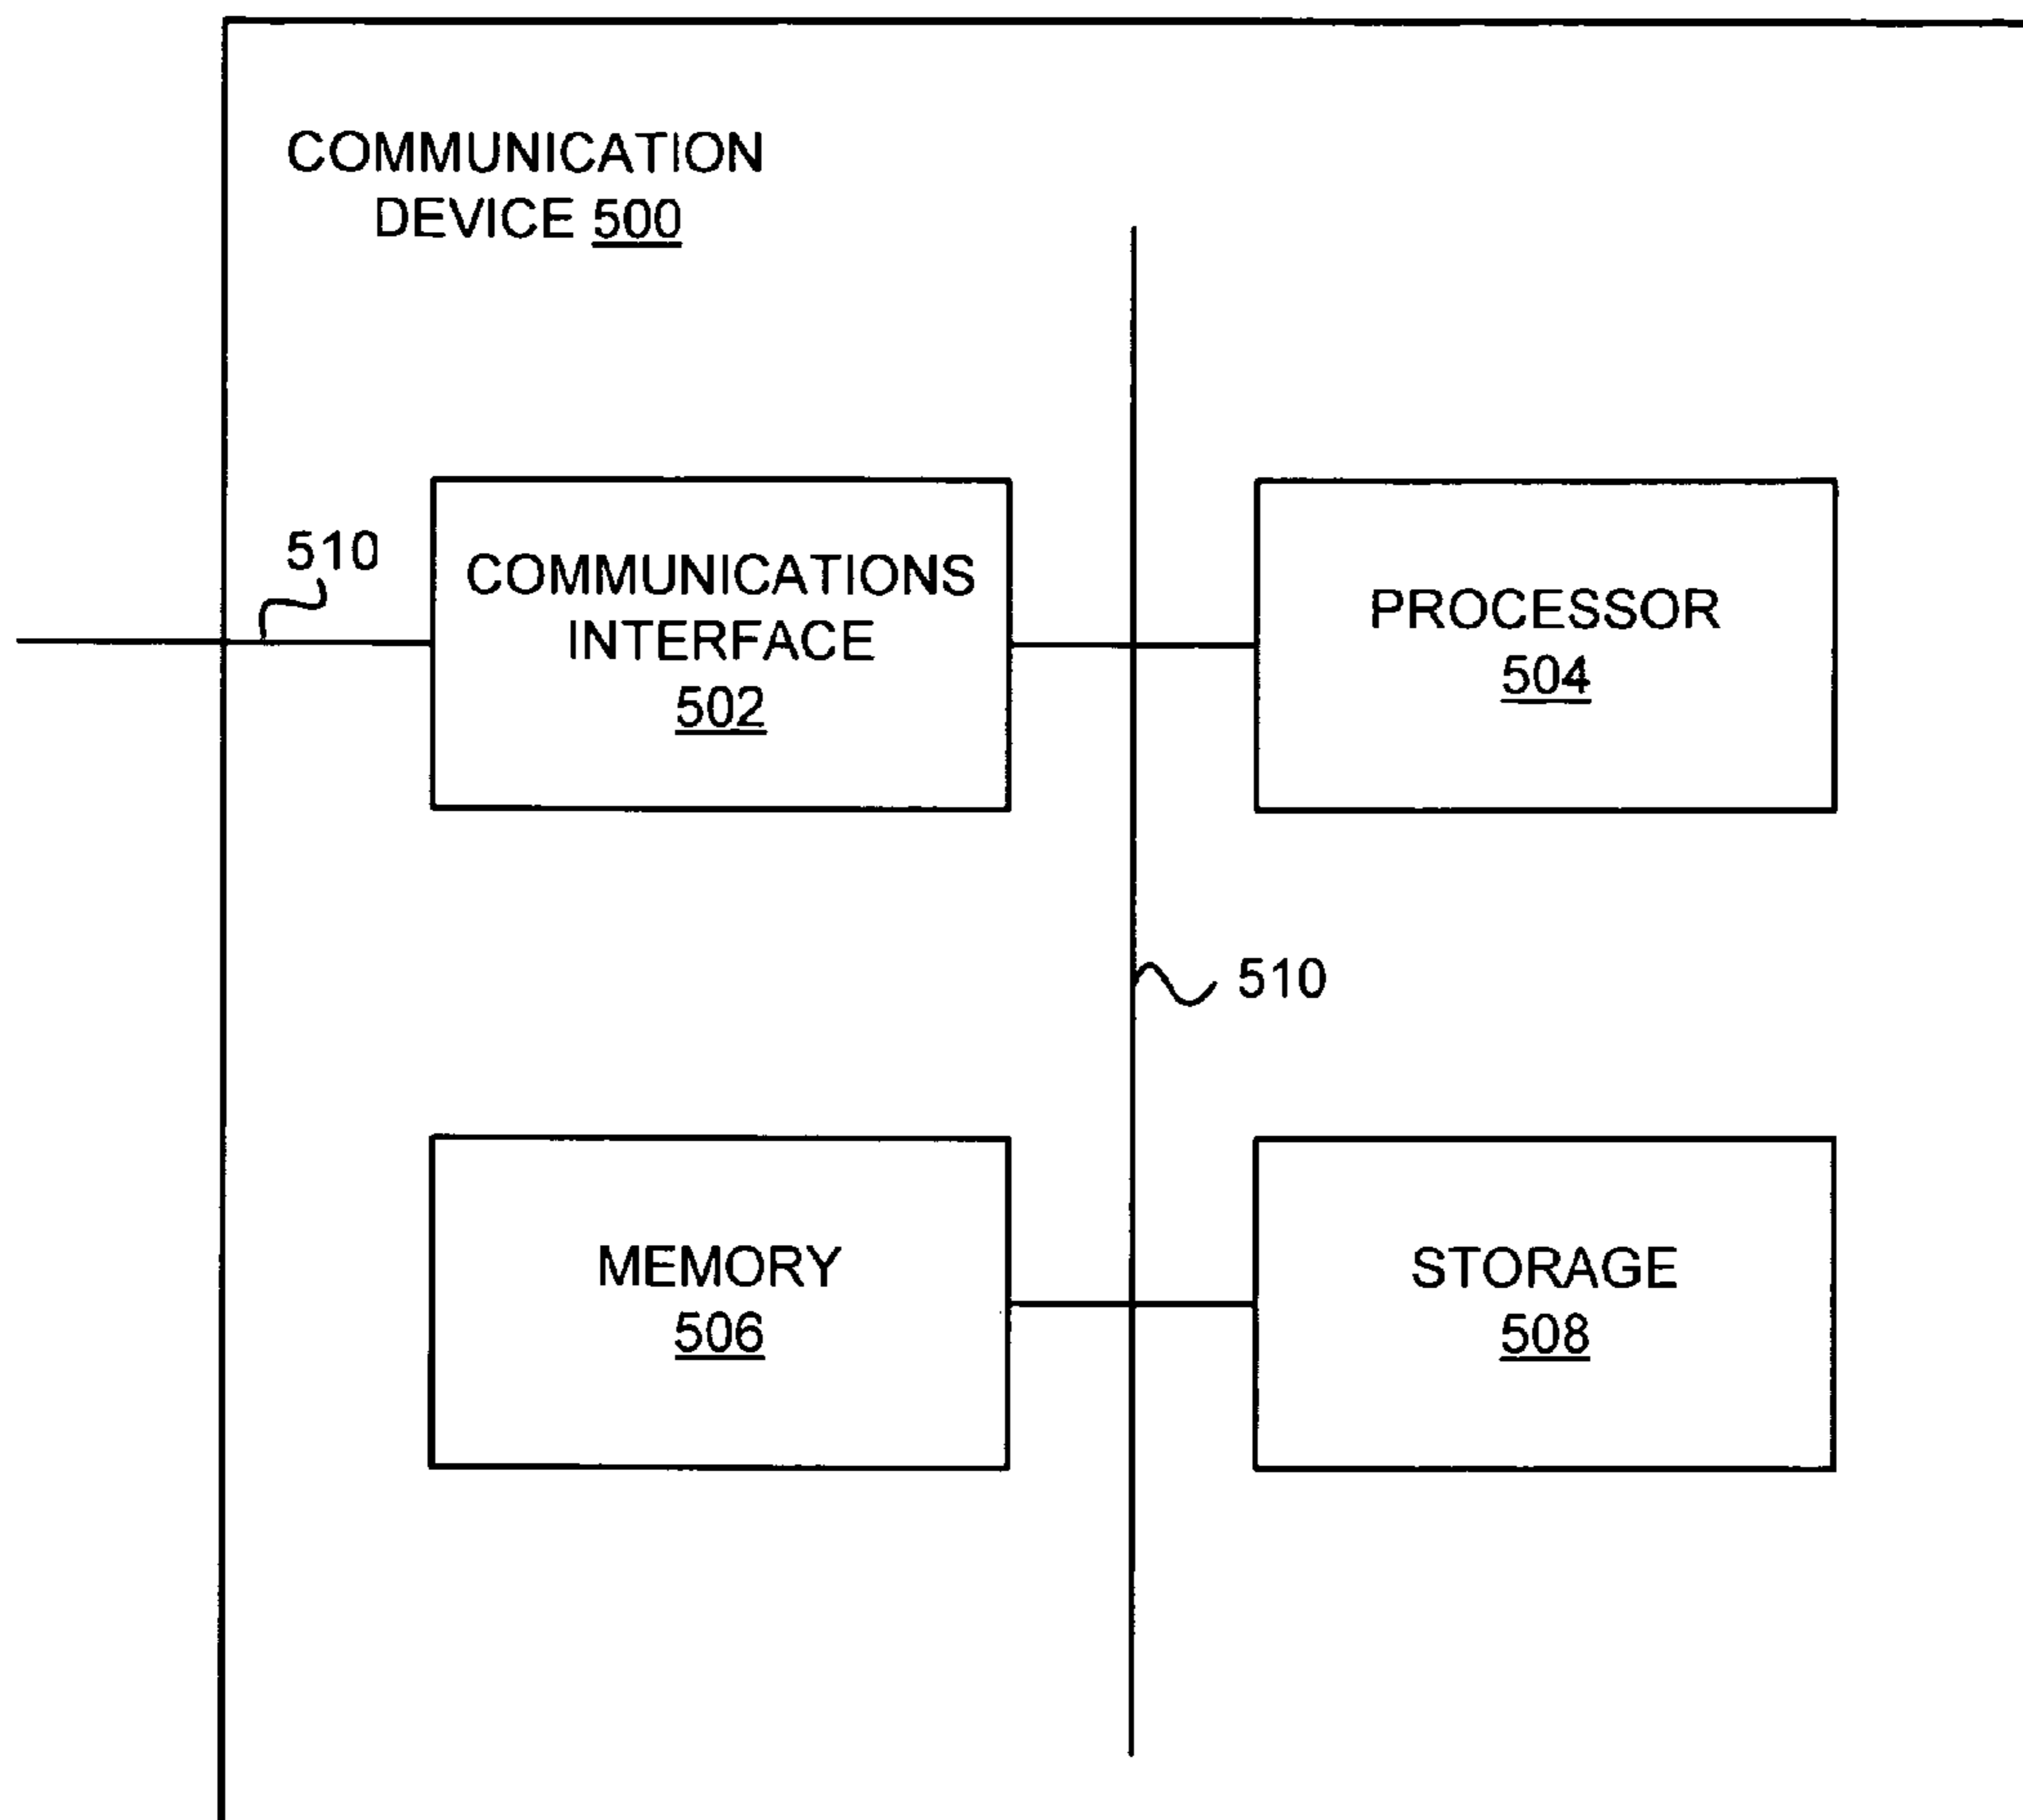 COMMUNICATION
DEVICE 500
510
COMMUNICATIONS
INTERFACE
502
PROCESSOR
504
510
MEMORY
506
STORAGE
508